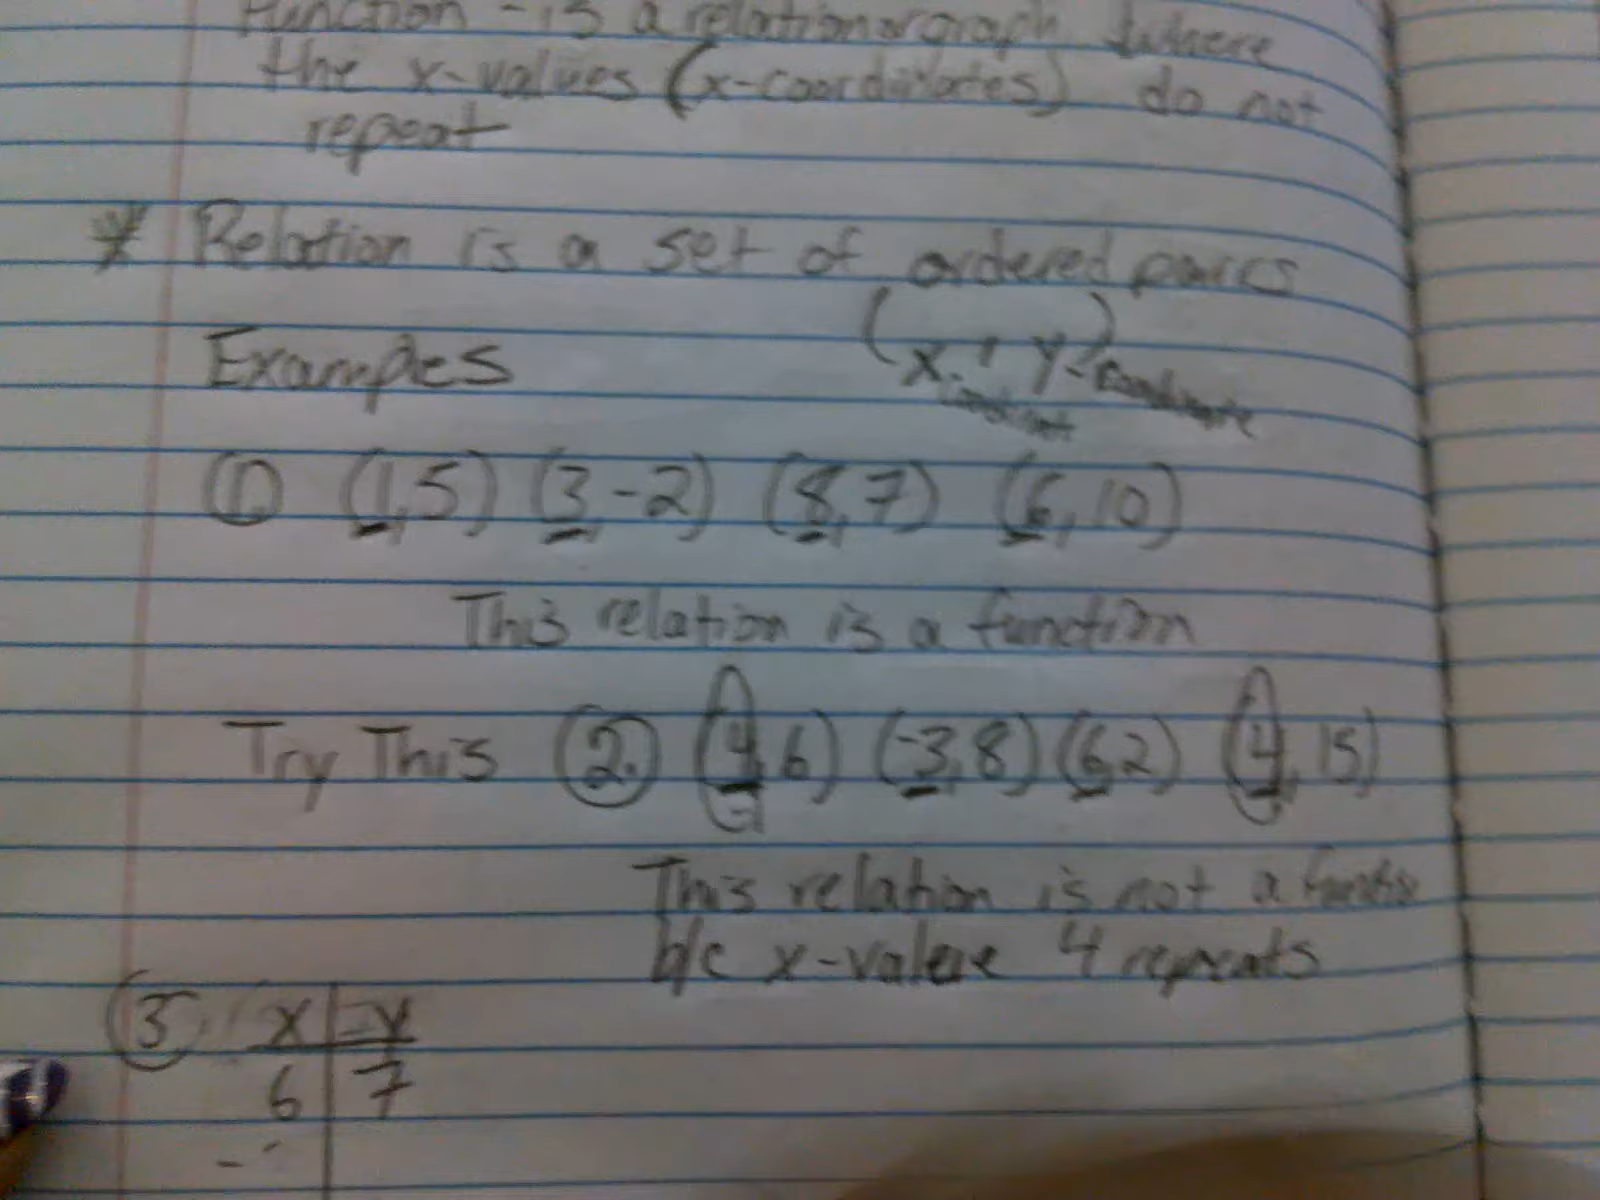 Function - is a relation or graph where
the x-values (x-coordinates) do not
repeat
* Relation is a set of ordered pairs
Examples
(x , y)
- coordinate
① (1,5) (3,-2) (8,7) (6,10)
This relation is a function
Try This ②. (4,6) (-3,8) (6,2) (4,15)
This relation is not a
b/c x-value 4 repeats
③ x | y
6 | 7